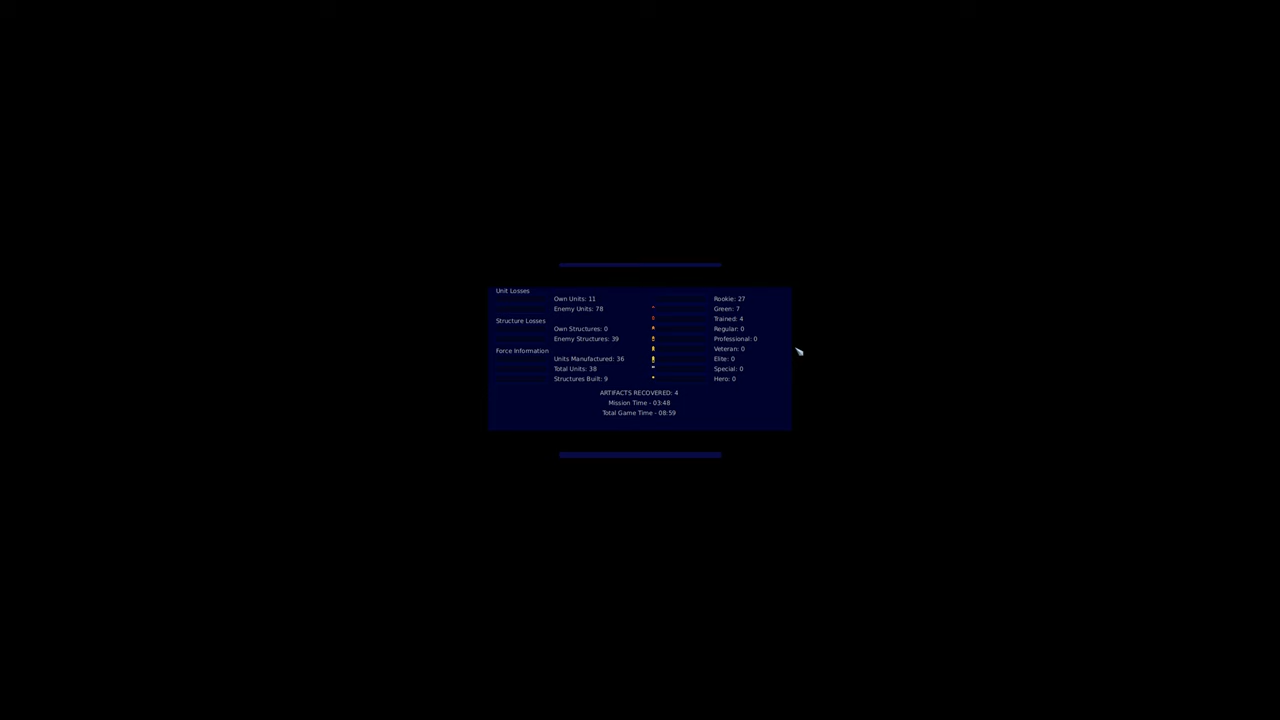 Unit Losses
Own Units: 11
Enemy Units: 78
Structure Losses
Own Structures: 0
Enemy Structures: 39
Force Information
Units Manufactured: 36
Total Units: 38
Structures Built: 9
Rookie: 27
Green: 7
Trained: 4
Regular: 0
Professional: 0
Veteran: 0
Elite: 0
Special: 0
Hero: 0
ARTIFACTS RECOVERED: 4
Mission Time - 03:48
Total Game Time - 08:59